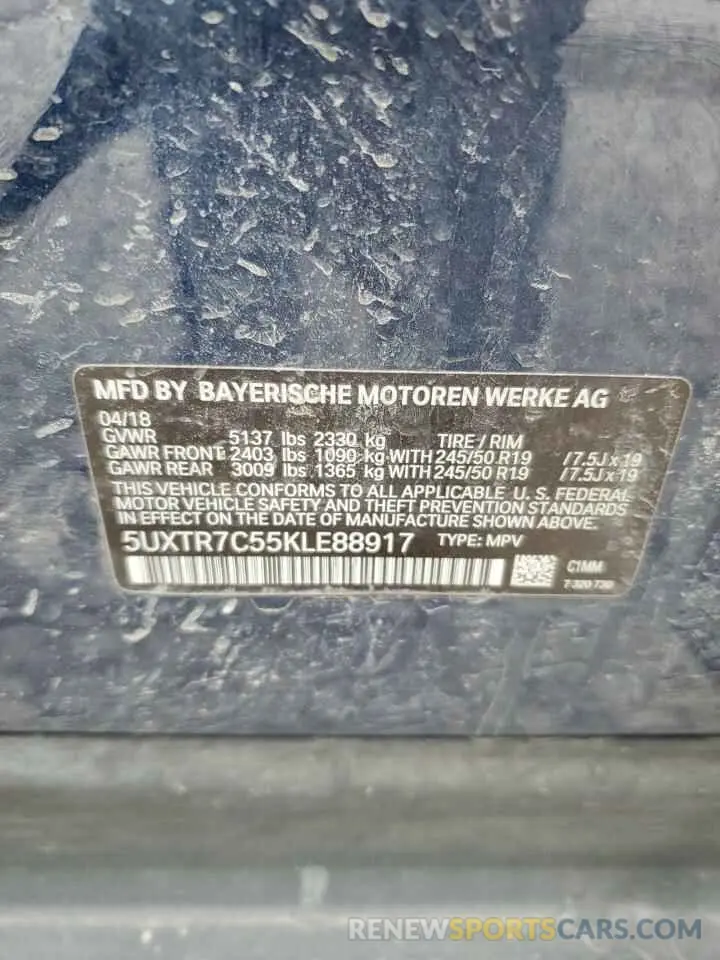 MFD BY BAYERISCHE MOTOREN WERKE AG
04/18
GVWR 5137 lbs 2330 kg TIRE / RIM
GAWR FRONT 2403 lbs 1090 kg WITH 245/50 R19 / 7.5J x 19
GAWR REAR 3009 lbs 1365 kg WITH 245/50 R19 / 7.5J x 19
THIS VEHICLE CONFORMS TO ALL APPLICABLE U. S. FEDERAL
MOTOR VEHICLE SAFETY AND THEFT PREVENTION STANDARDS
IN EFFECT ON THE DATE OF MANUFACTURE SHOWN ABOVE.
5UXTR7C55KLE88917 TYPE: MPV
C1MM
RENEWSPORTSCARS.COM